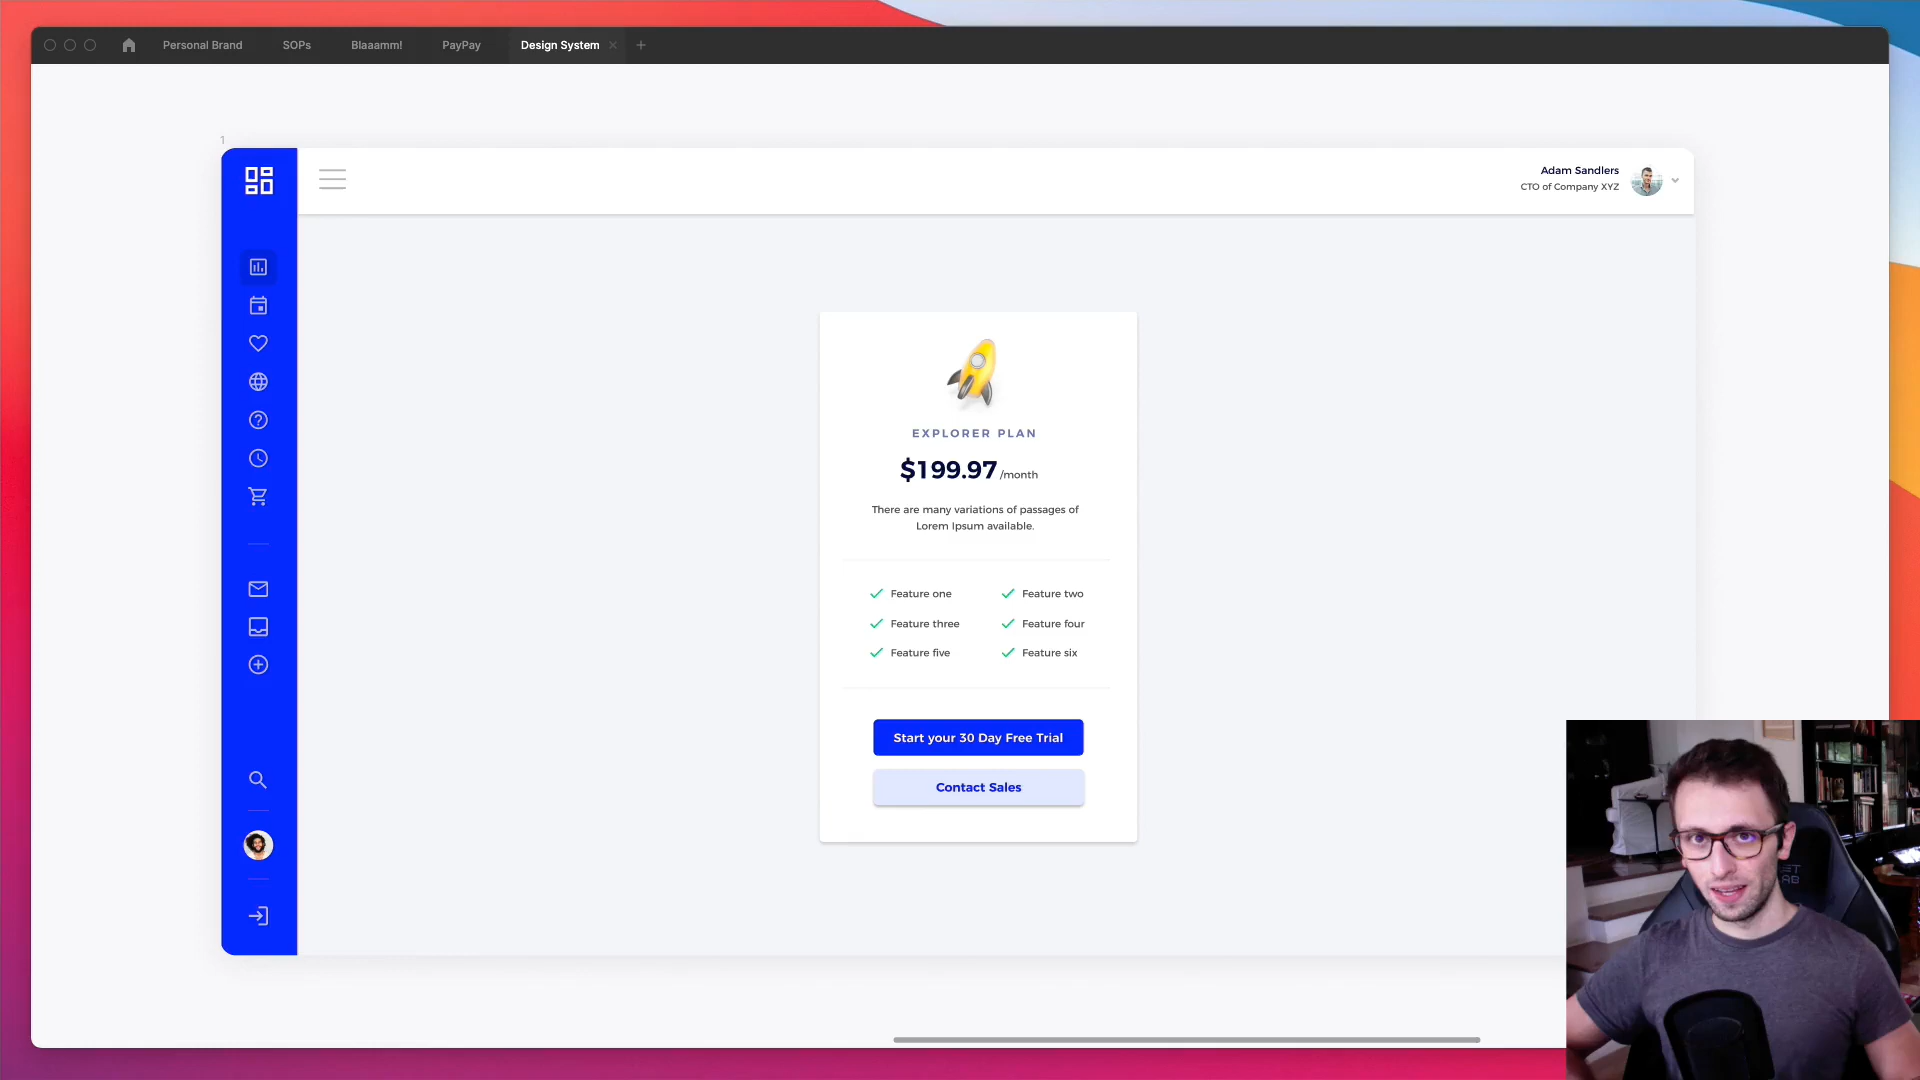 Personal Brand
SOPs
Blaaamm!
PayPay
Design System
1
Adam Sandlers
CTO of Company XYZ
EXPLORER PLAN
$199.97 /month
There are many variations of passages of
Lorem Ipsum available.
Feature one
Feature two
Feature three
Feature four
Feature five
Feature six
Start your 30 Day Free Trial
Contact Sales